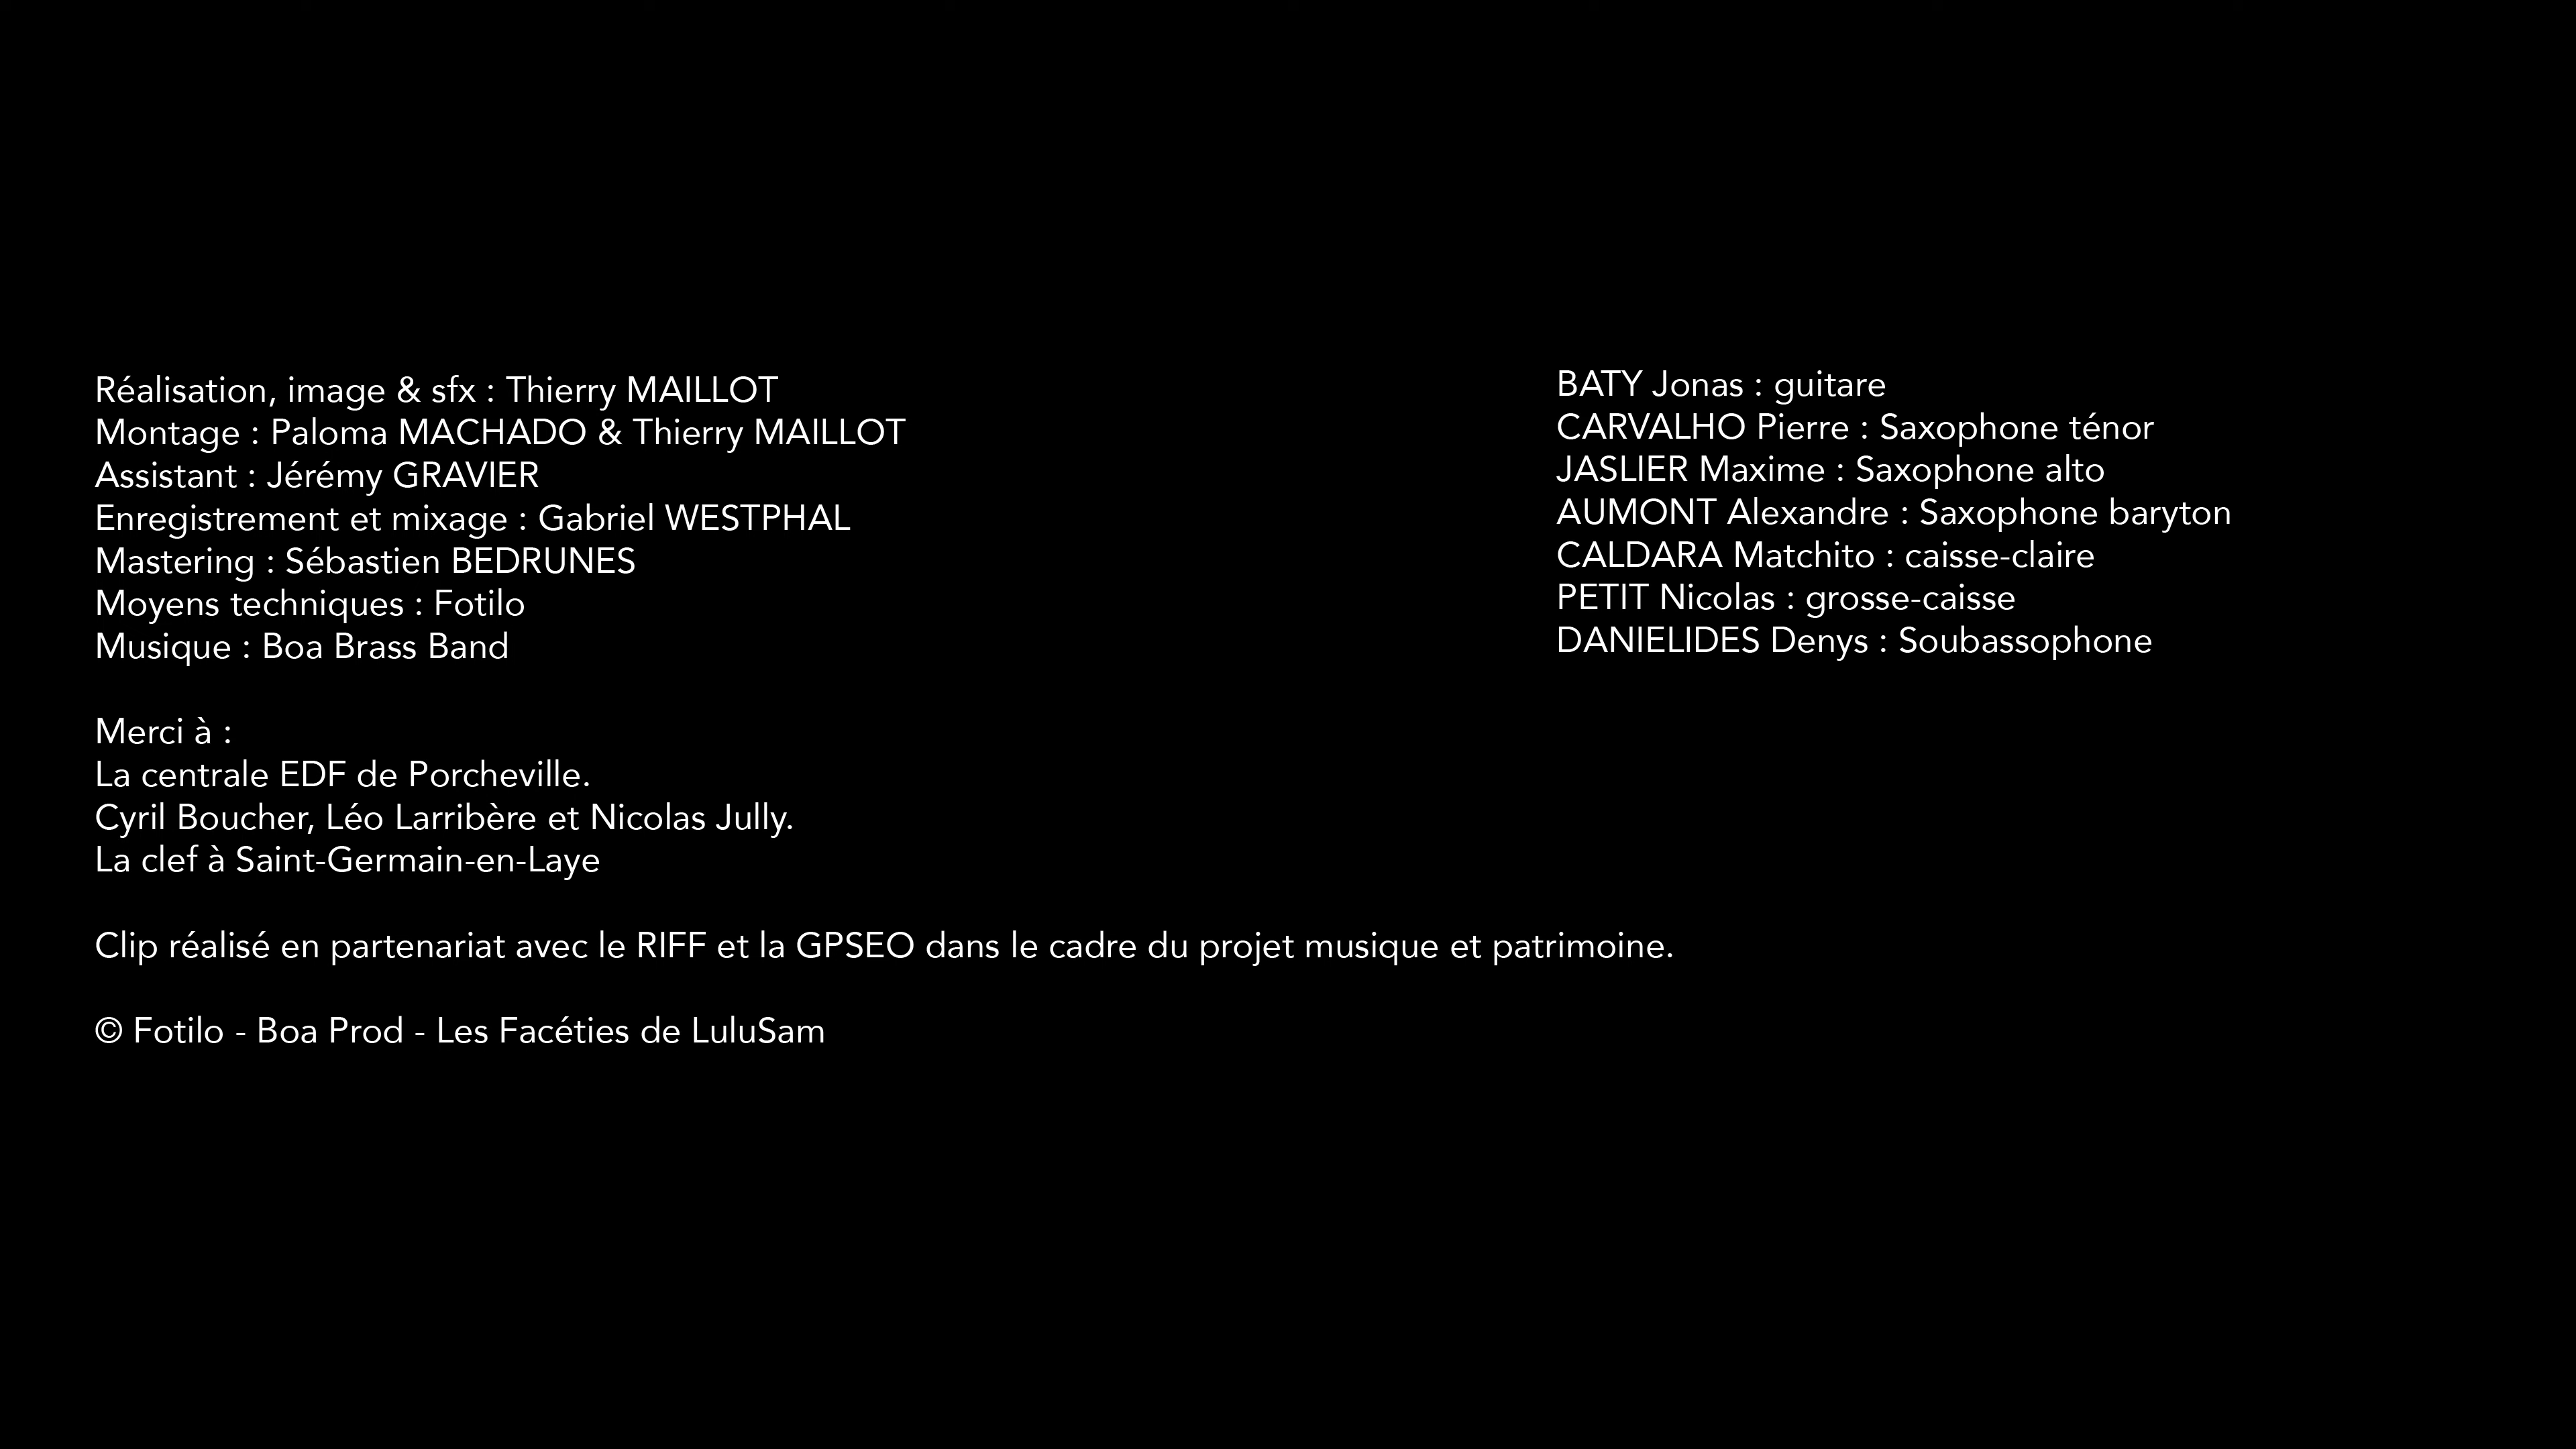 Réalisation, image & sfx : Thierry MAILLOT
Montage : Paloma MACHADO & Thierry MAILLOT
Assistant : Jérémy GRAVIER
Enregistrement et mixage : Gabriel WESTPHAL
Mastering : Sébastien BEDRUNES
Moyens techniques : Fotilo
Musique : Boa Brass Band
Merci à :
La centrale EDF de Porcheville.
Cyril Boucher, Léo Larribère et Nicolas Jully.
La clef à Saint-Germain-en-Laye
BATY Jonas : guitare
CARVALHO Pierre : Saxophone ténor
JASLIER Maxime : Saxophone alto
AUMONT Alexandre : Saxophone baryton
CALDARA Matchito : caisse-claire
PETIT Nicolas : grosse-caisse
DANIELIDES Denys : Soubassophone
Clip réalisé en partenariat avec le RIFF et la GPSEO dans le cadre du projet musique et patrimoine.
© Fotilo - Boa Prod - Les Facéties de LuluSam